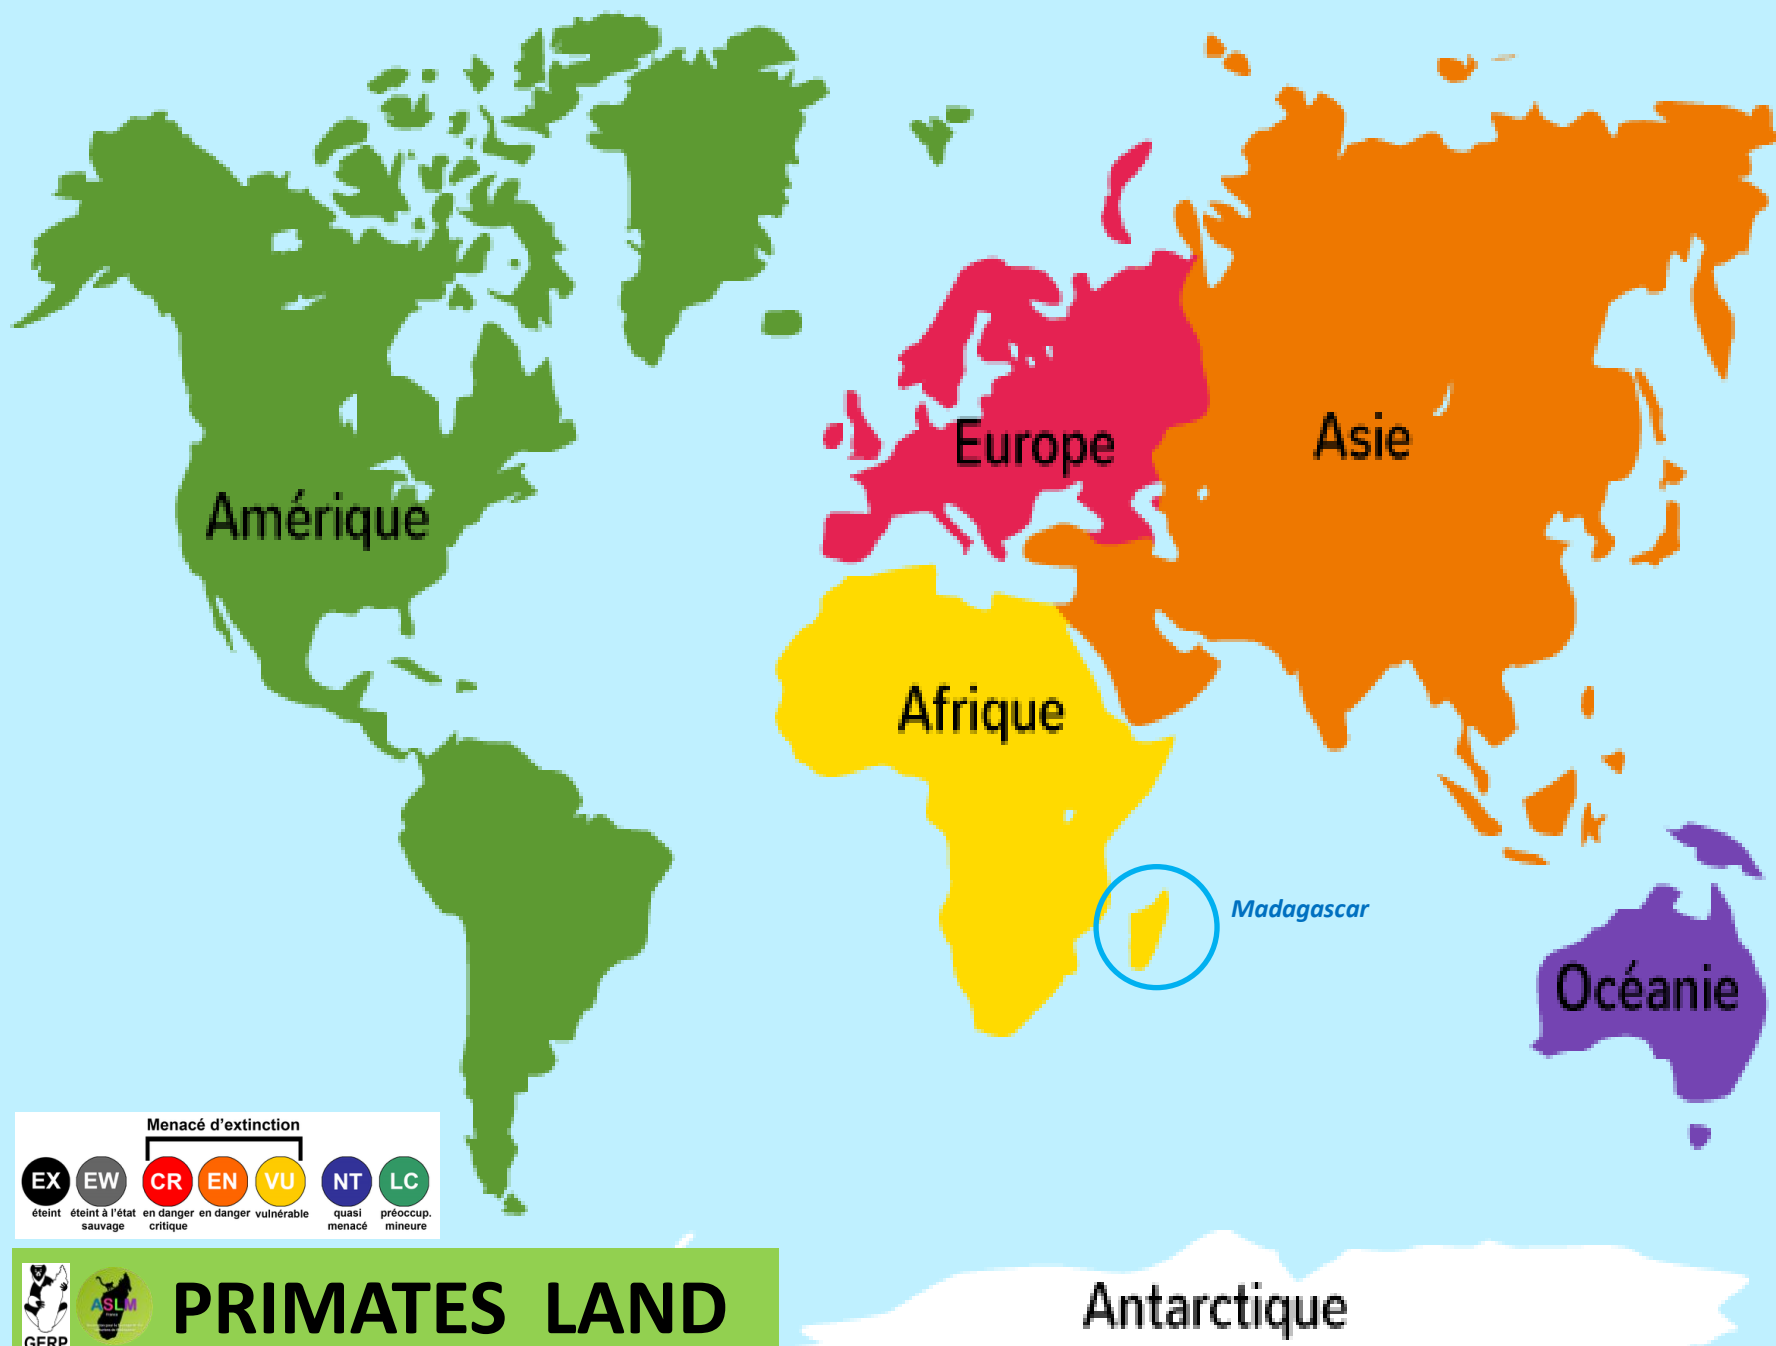 Amérique
Europe
Asie
Afrique
Madagascar
Océanie
Menacé d'extinction
EX EW CR EN VU NT LC
éteint éteint à l'état sauvage en danger critique en danger vulnérable quasi menacé préoccup. mineure
GERP
ASLM
France
PRIMATES LAND
Antarctique